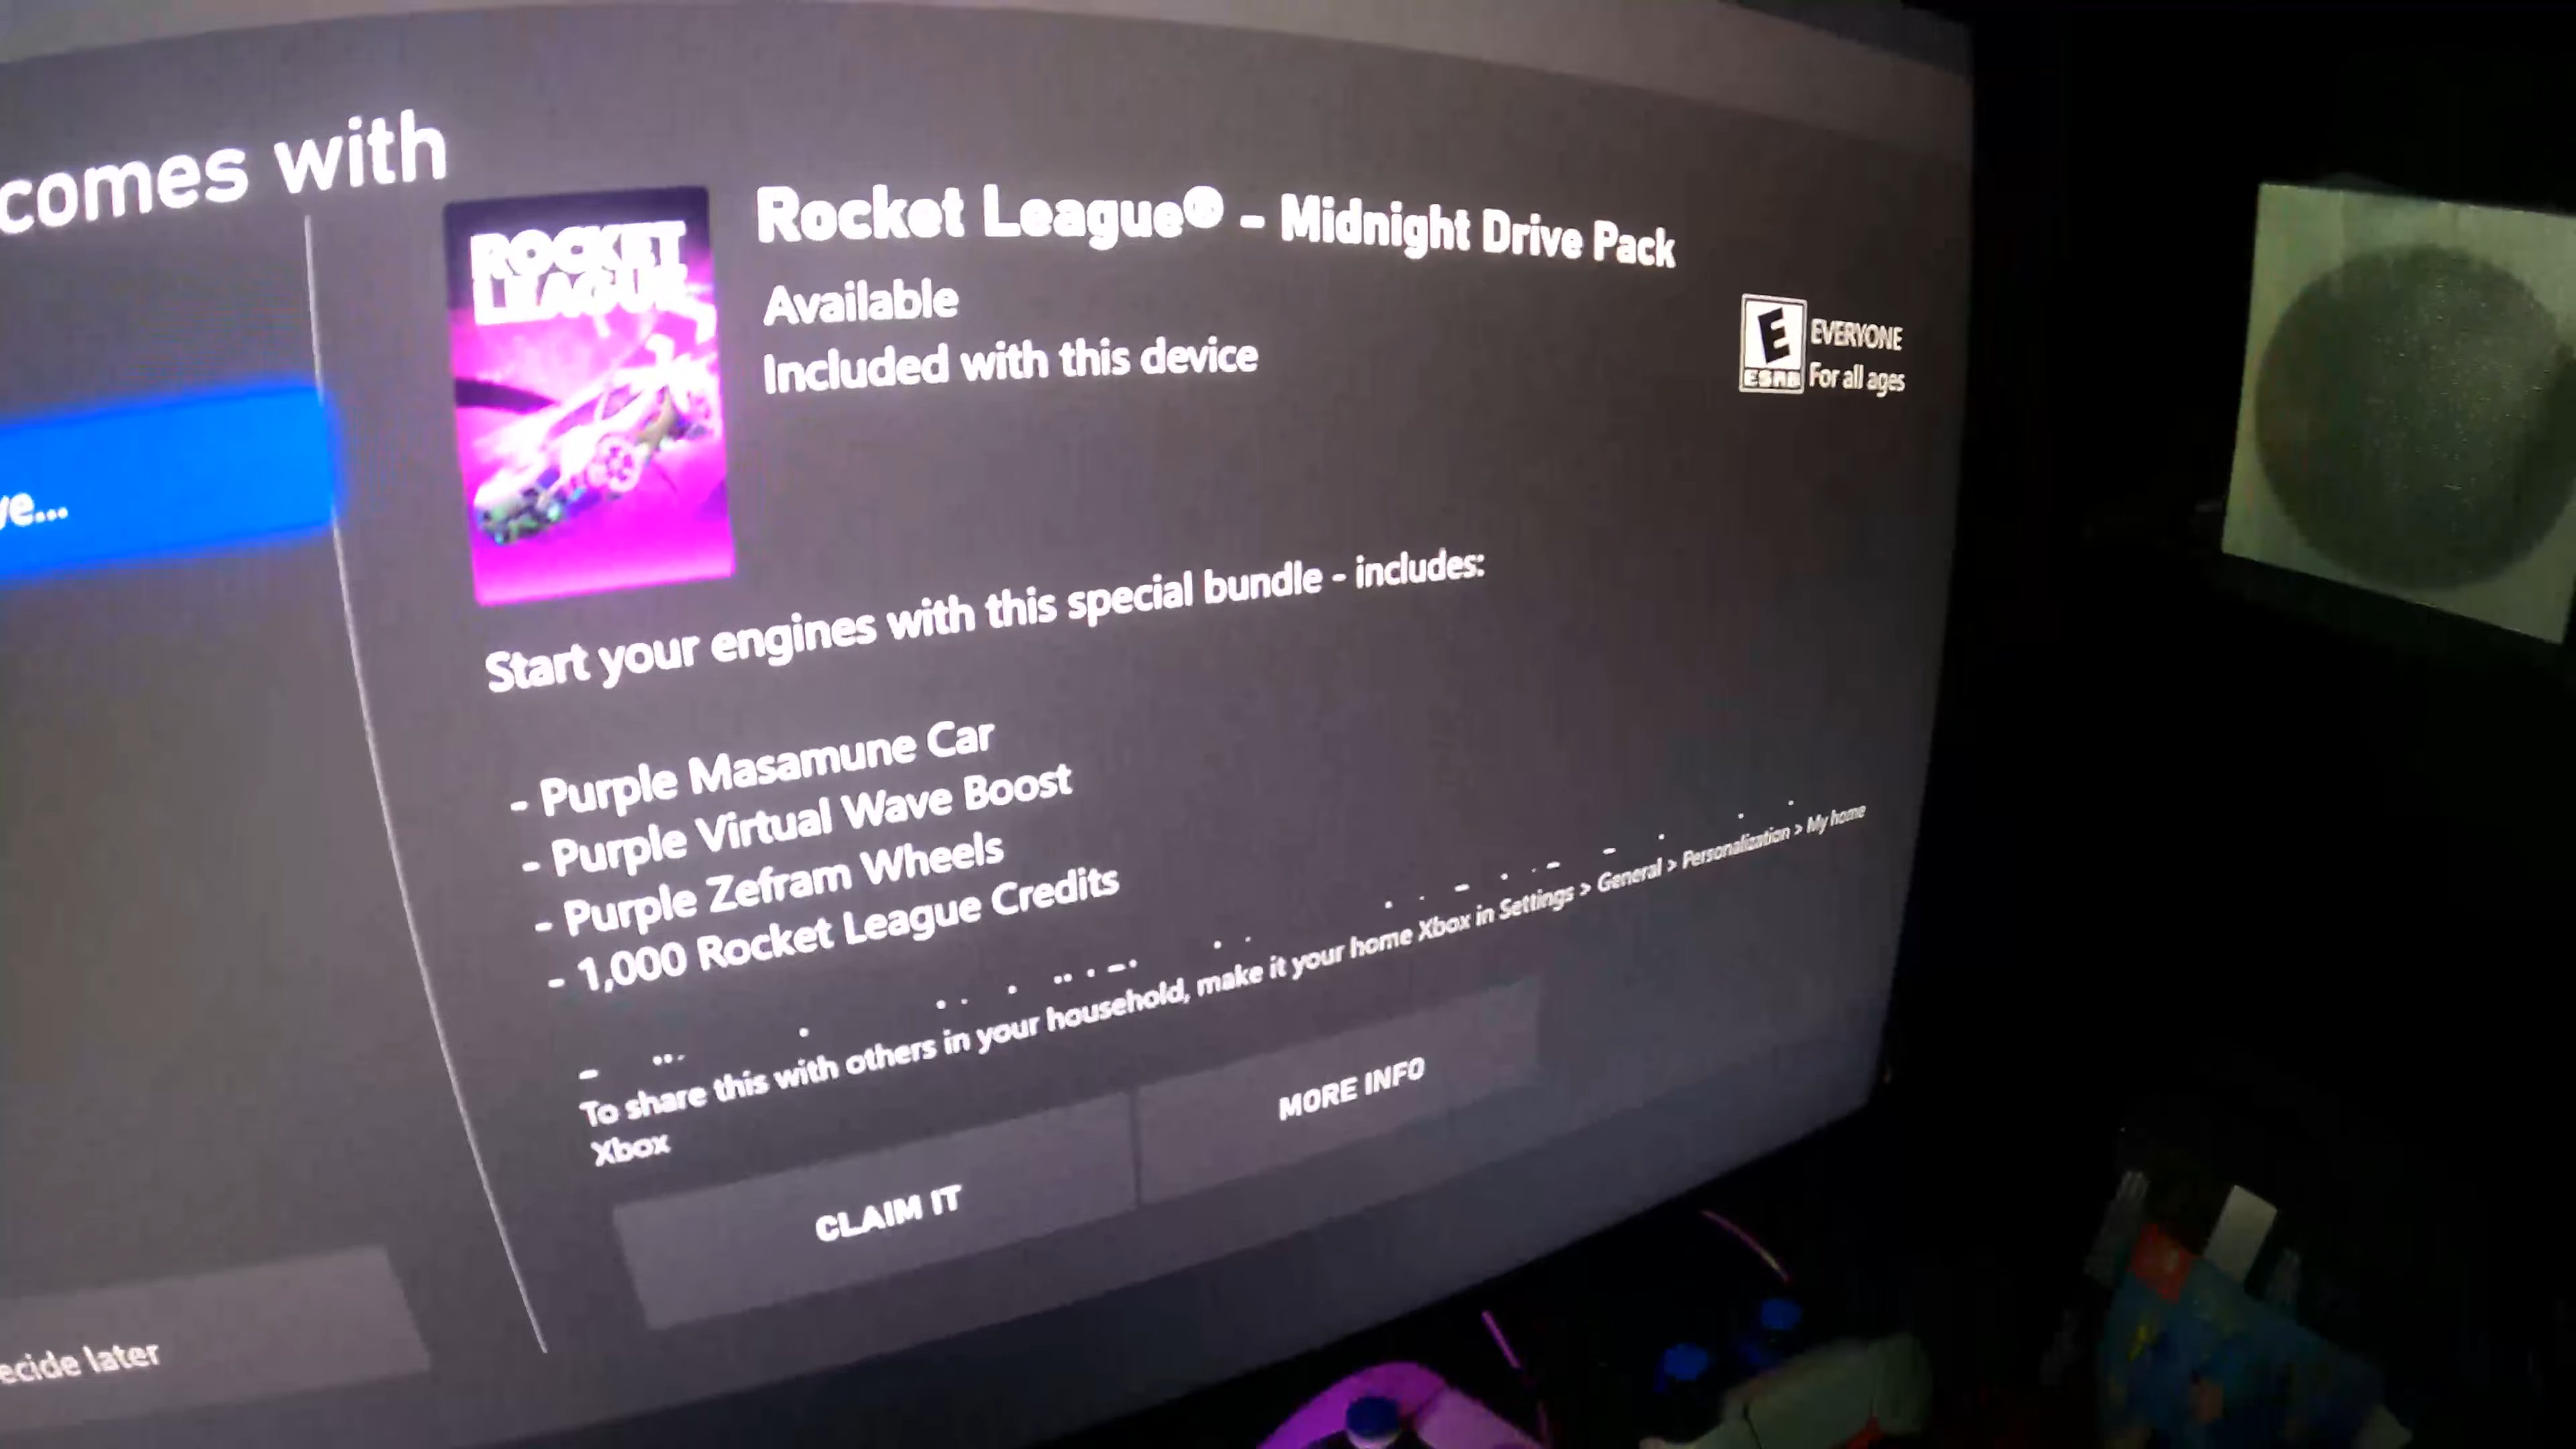 comes with
ROCKET
LEAGUE
Rocket League® - Midnight Drive Pack
Available
Included with this device
E
ESRB
EVERYONE
For all ages
ve...
Start your engines with this special bundle - includes:
- Purple Masamune Car
- Purple Virtual Wave Boost
- Purple Zefram Wheels
- 1,000 Rocket League Credits
To share this with others in your household, make it your home Xbox in Settings > General > Personalization > My home
Xbox
CLAIM IT
MORE INFO
ecide later